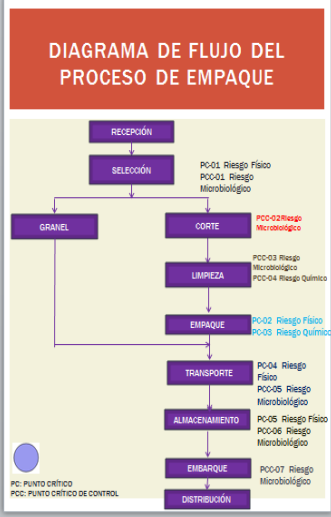 DIAGRAMA DE FLUJO DEL
PROCESO DE EMPAQUE
RECEPCIÓN
SELECCIÓN
PC-01 Riesgo Físico
PCC-01 Riesgo
Microbiológico
GRANEL
CORTE
PCC-02Riesgo
Microbiológico
LIMPIEZA
PCC-03 Riesgo
Microbiológico
PCC-04 Riesgo Químico
EMPAQUE
PC-02 Riesgo Físico
PC-03 Riesgo Químico
TRANSPORTE
PC-04 Riesgo
Físico
PCC-05 Riesgo
Microbiológico
ALMACENAMIENTO
PC-05 Riesgo Físico
PCC-06 Riesgo
Microbiológico
EMBARQUE
PCC-07 Riesgo
Microbiológico
DISTRIBUCIÓN
PC: PUNTO CRÍTICO
PCC: PUNTO CRÍTICO DE CONTROL